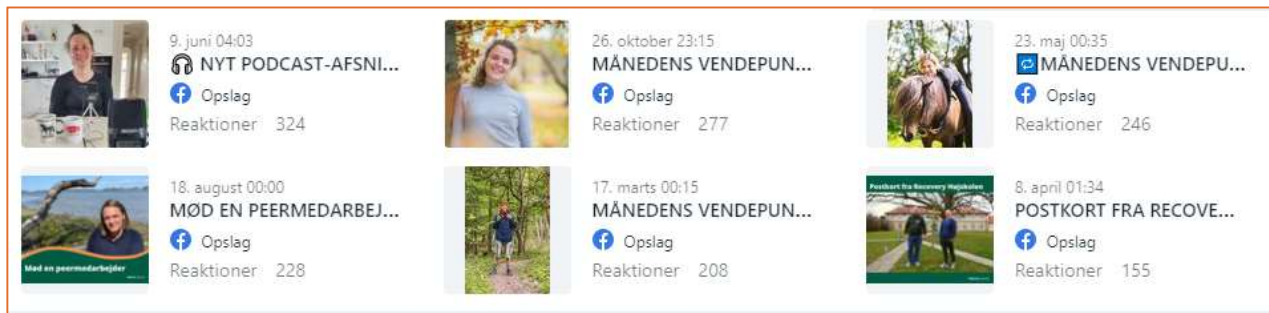 9. juni 04:03
🎧 NYT PODCAST-AFSNI...
Opslag
Reaktioner 324
26. oktober 23:15
MÅNEDENS VENDEPUN...
Opslag
Reaktioner 277
23. maj 00:35
🔁MÅNEDENS VENDEPU...
Opslag
Reaktioner 246
18. august 00:00
MØD EN PEERMEDARBEJ...
Opslag
Reaktioner 228
Mød en peermedarbejder
17. marts 00:15
MÅNEDENS VENDEPUN...
Opslag
Reaktioner 208
Postkort fra Recovery Højskolen
8. april 01:34
POSTKORT FRA RECOVE...
Opslag
Reaktioner 155